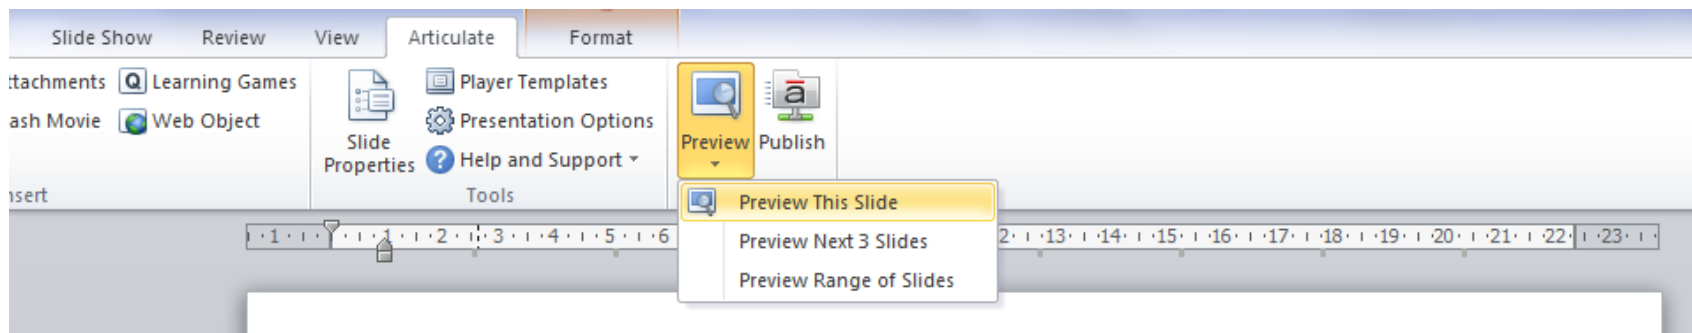 Slide Show Review View Articulate Format
ttachments Learning Games
ash Movie Web Object
nsert
Slide
Properties
Player Templates
Presentation Options
Help and Support
Tools
Preview
Publish
Preview This Slide
Preview Next 3 Slides
Preview Range of Slides
1 1 2 3 4 5 6 2 13 14 15 16 17 18 19 20 21 22 23